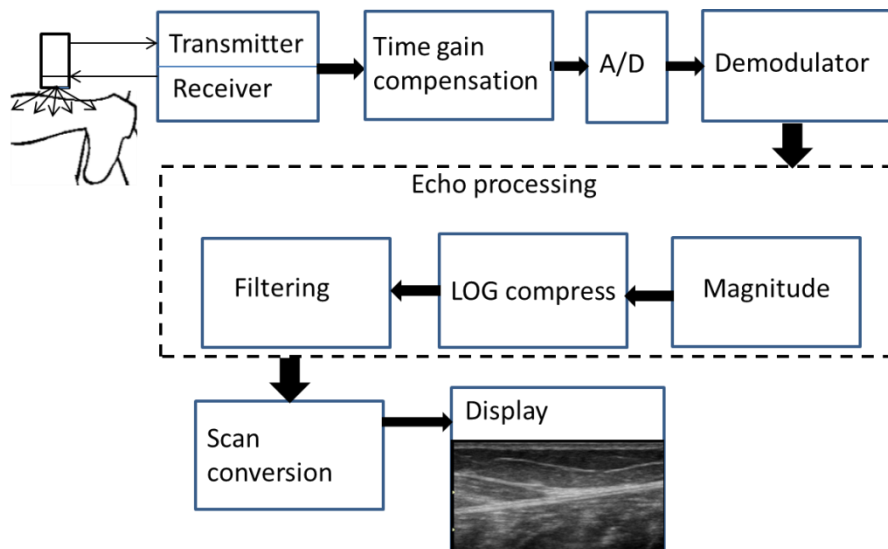 Transmitter
Receiver
Time gain
compensation
A/D
Demodulator
Echo processing
Filtering
LOG compress
Magnitude
Scan
conversion
Display